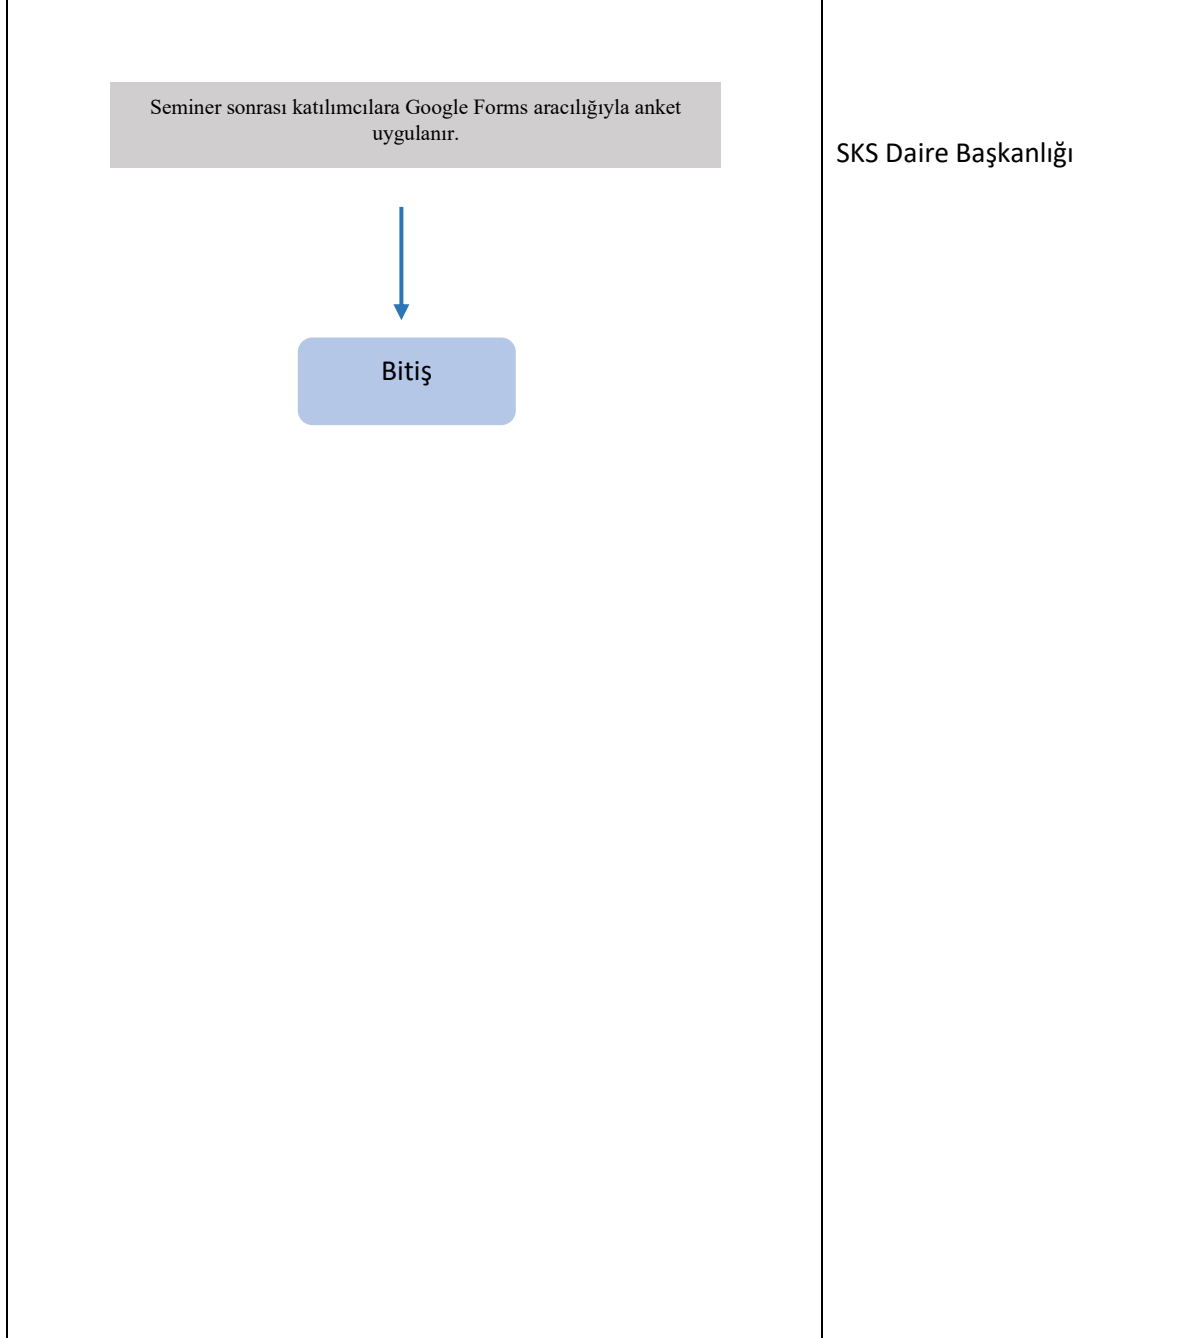 Seminer sonrası katılımcılara Google Forms aracılığıyla anket
uygulanır.
SKS Daire Başkanlığı
Bitiş